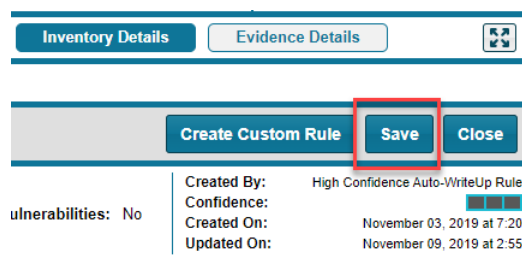 Inventory Details Evidence Details
Create Custom Rule Save Close
Created By: High Confidence Auto-WriteUp Rule
Confidence:
ulnerabilities: No
Created On: November 03, 2019 at 7:20
Updated On: November 09, 2019 at 2:55